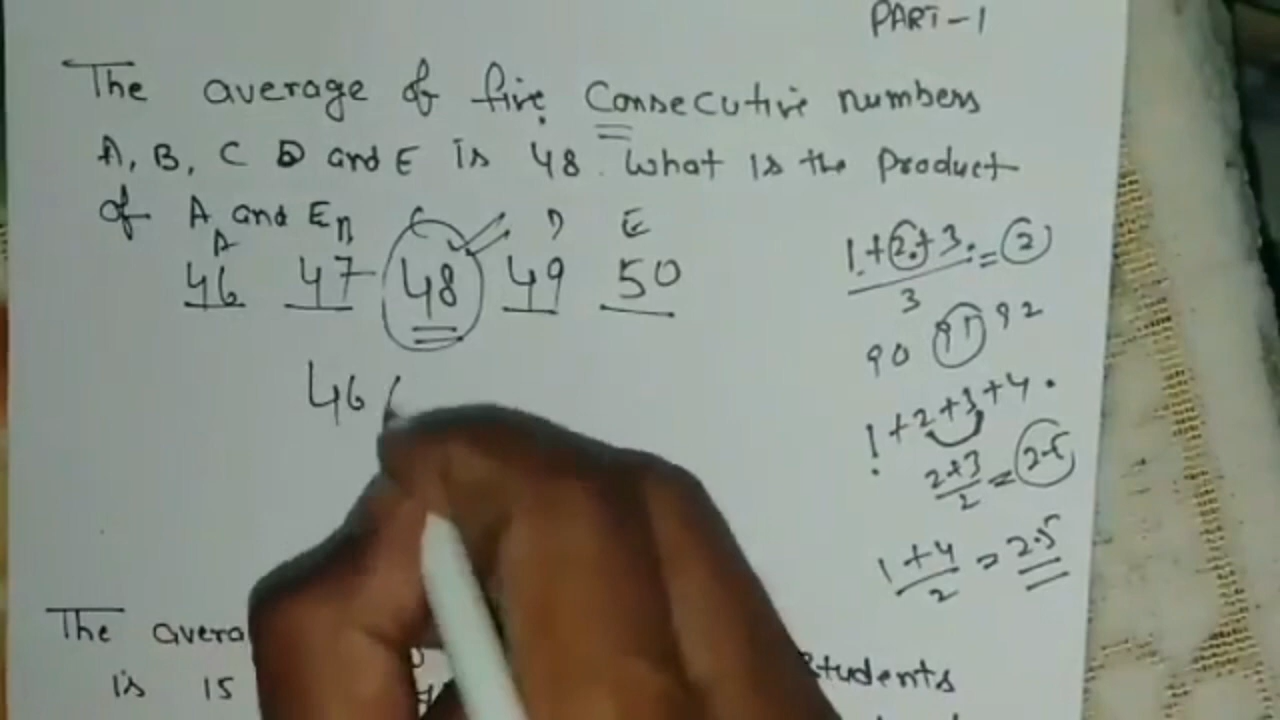 PART-1
The average of five Consecutive numbers
A, B, C D and E is 48. What is the Product
of A and E
A B C D E
46 47 48 49 50
46
1+2+3 = 2
3
90 91 92
1+2+3+4
2+3 = 2.5
2
1+4 = 2.5
2
The avera students
is 15